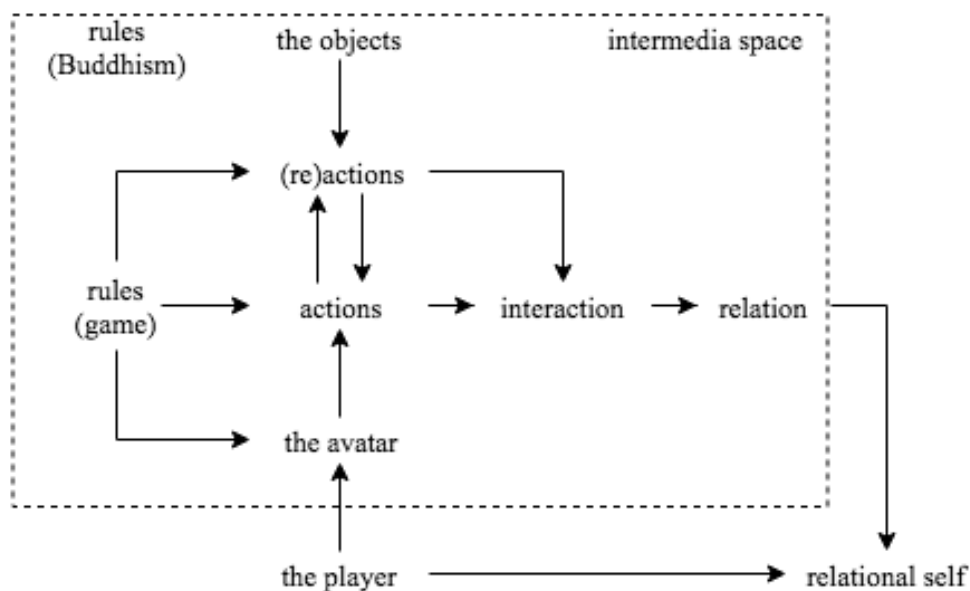 rules
(Buddhism)
the objects
intermedia space
(re)actions
rules
(game)
actions
interaction
relation
the avatar
the player
relational self